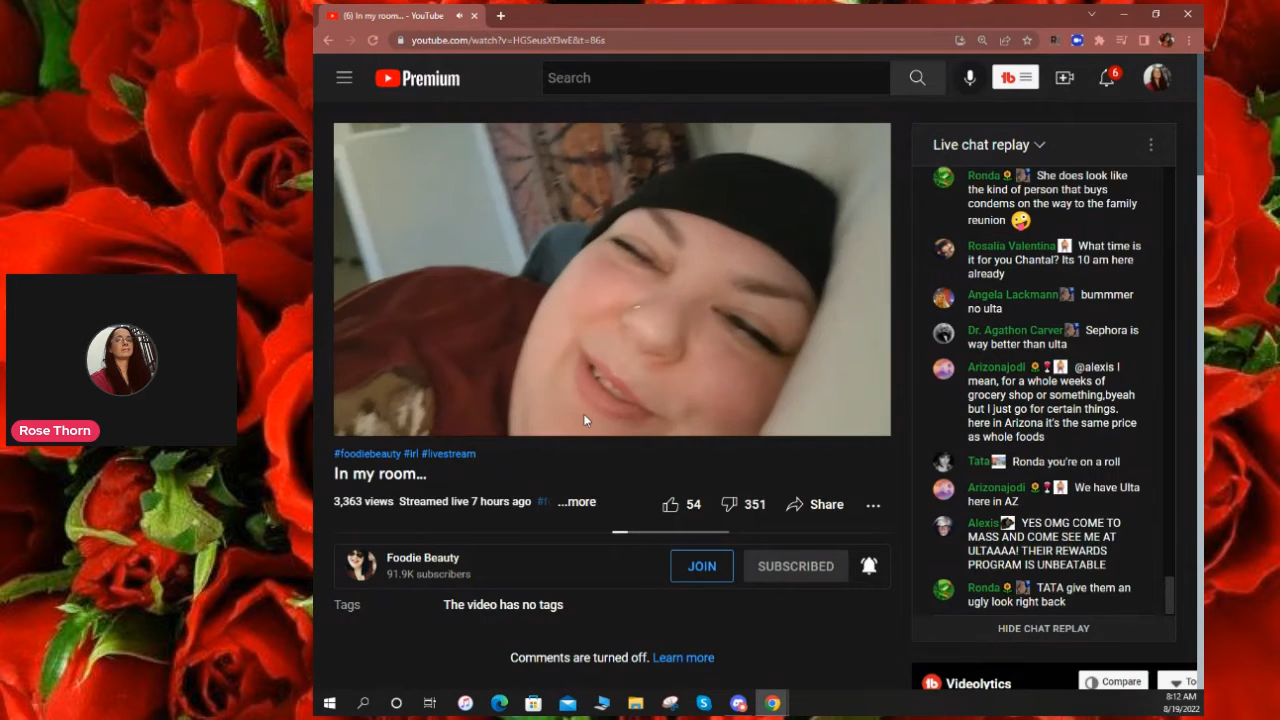 (6) In my room... - YouTube
youtube.com/watch?v=HGSeusXf3wE&t=86s
Premium
Search
tb
6
Live chat replay
Ronda She does look like
the kind of person that buys
condems on the way to the family
reunion
Rosalia Valentina What time is
it for you Chantal? Its 10 am here
already
Angela Lackmann bummmer
no ulta
Dr. Agathon Carver Sephora is
way better than ulta
Arizonajodi @alexis I
mean, for a whole weeks of
grocery shop or something,byeah
but I just go for certain things.
here in Arizona it's the same price
as whole foods
Tata Ronda you're on a roll
Arizonajodi We have Ulta
here in AZ
Alexis YES OMG COME TO
MASS AND COME SEE ME AT
ULTAAAA! THEIR REWARDS
PROGRAM IS UNBEATABLE
Ronda TATA give them an
ugly look right back
HIDE CHAT REPLAY
Rose Thorn
#foodiebeauty #irl #livestream
In my room...
3,363 views Streamed live 7 hours ago #f ...more
54
351
Share
Foodie Beauty
91.9K subscribers
JOIN
SUBSCRIBED
Tags
The video has no tags
Comments are turned off. Learn more
tb Videolytics
Compare
To
8:12 AM
8/19/2022